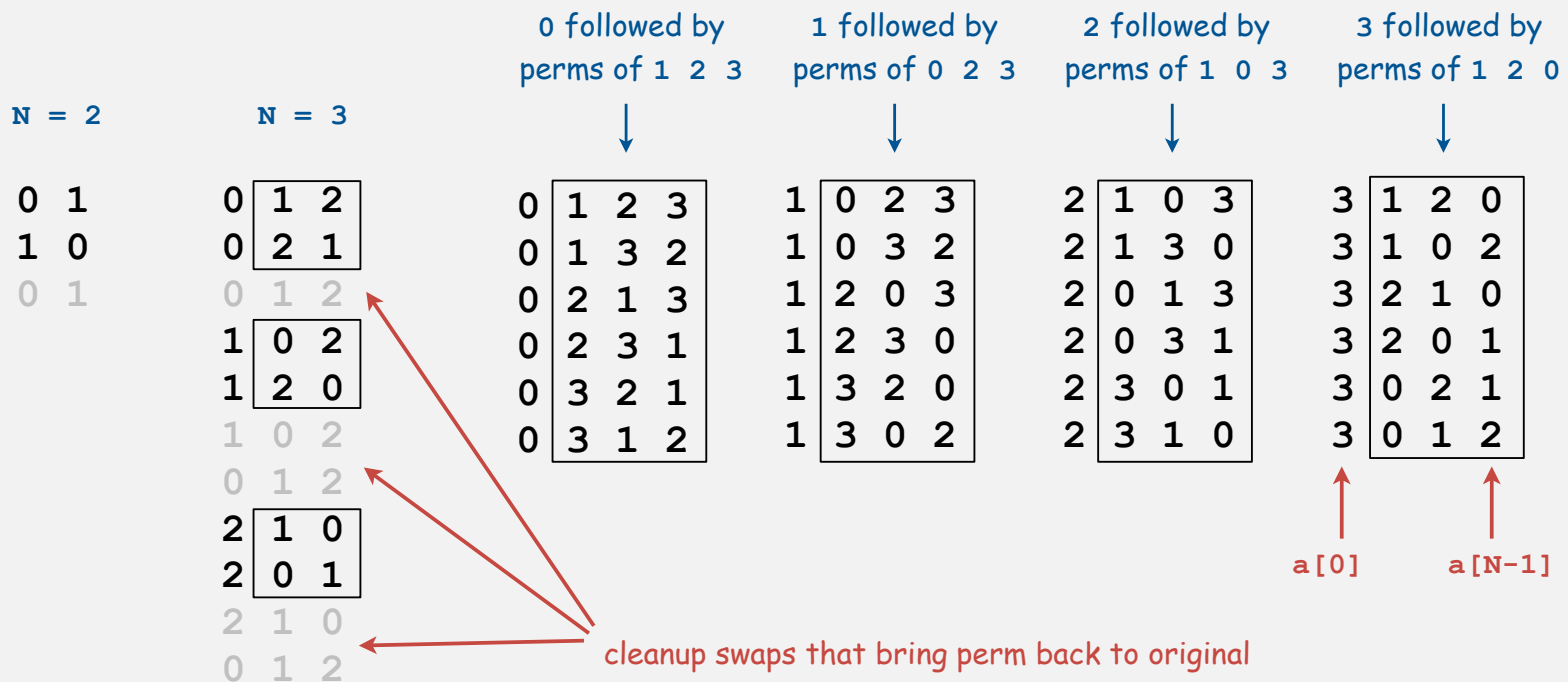 0 followed by
perms of 1 2 3
1 followed by
perms of 0 2 3
2 followed by
perms of 1 0 3
3 followed by
perms of 1 2 0
N = 2
0 1
1 0
0 1
N = 3
0 1 2
0 2 1
0 1 2
1 0 2
1 2 0
1 0 2
0 1 2
2 1 0
2 0 1
2 1 0
0 1 2
0 1 2 3
0 1 3 2
0 2 1 3
0 2 3 1
0 3 2 1
0 3 1 2
1 0 2 3
1 0 3 2
1 2 0 3
1 2 3 0
1 3 2 0
1 3 0 2
2 1 0 3
2 1 3 0
2 0 1 3
2 0 3 1
2 3 0 1
2 3 1 0
3 1 2 0
3 1 0 2
3 2 1 0
3 2 0 1
3 0 2 1
3 0 1 2
a[0]
a[N-1]
cleanup swaps that bring perm back to original